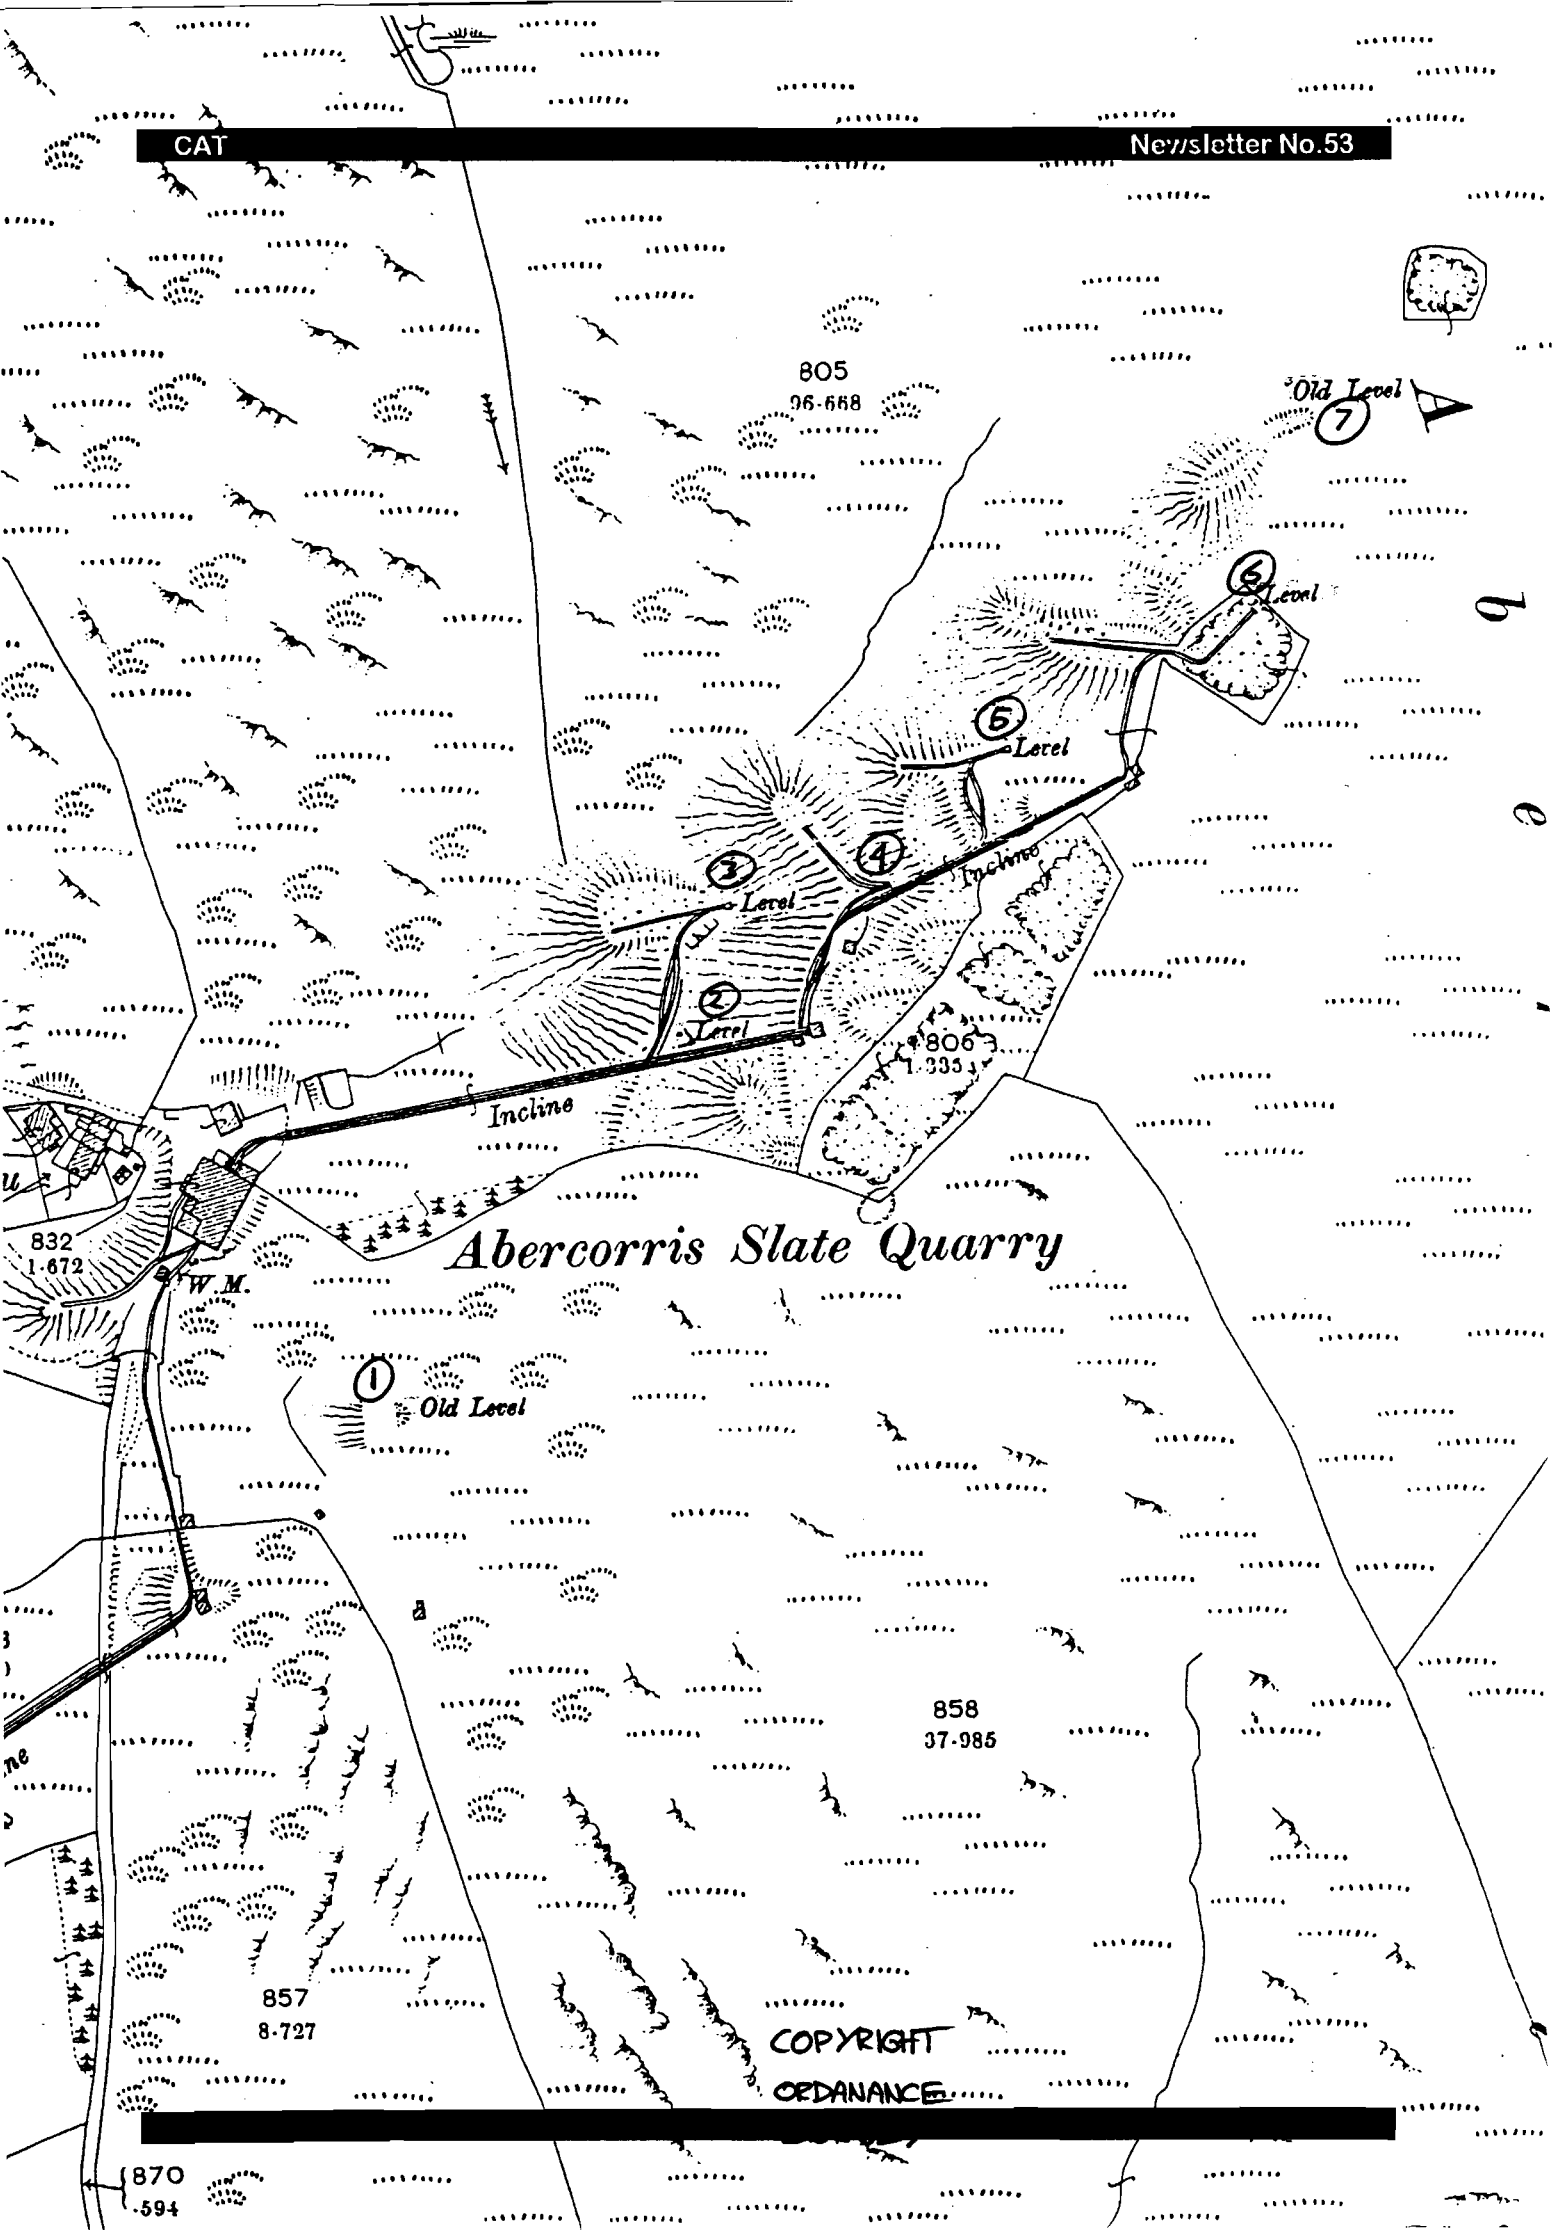 CAT
Newsletter No.53
805
96·668
Old Level
7
A
6
Level
b
5
Level
e
4
Incline
3
Level
2
Level
806
1·335
Incline
832
1·672
Abercorris Slate Quarry
W.M.
1
Old Level
858
37·985
857
8·727
COPYRIGHT
ORDANANCE
870
·594